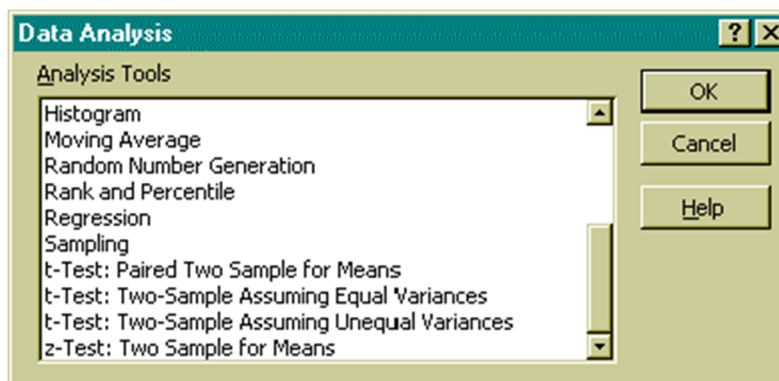 Data Analysis
Analysis Tools
Histogram
Moving Average
Random Number Generation
Rank and Percentile
Regression
Sampling
t-Test: Paired Two Sample for Means
t-Test: Two-Sample Assuming Equal Variances
t-Test: Two-Sample Assuming Unequal Variances
z-Test: Two Sample for Means
OK
Cancel
Help